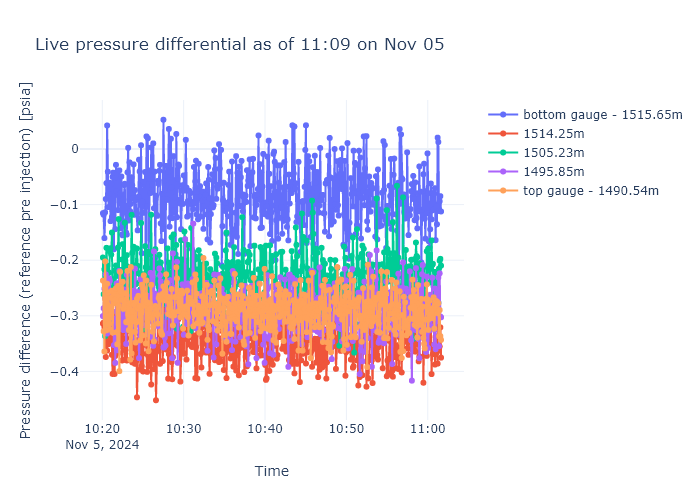 Live pressure differential as of 11:09 on Nov 05
Pressure difference (reference pre injection) [psia]
0
−0.1
−0.2
−0.3
−0.4
10:20
Nov 5, 2024
10:30
10:40
10:50
11:00
Time
bottom gauge - 1515.65m
1514.25m
1505.23m
1495.85m
top gauge - 1490.54m